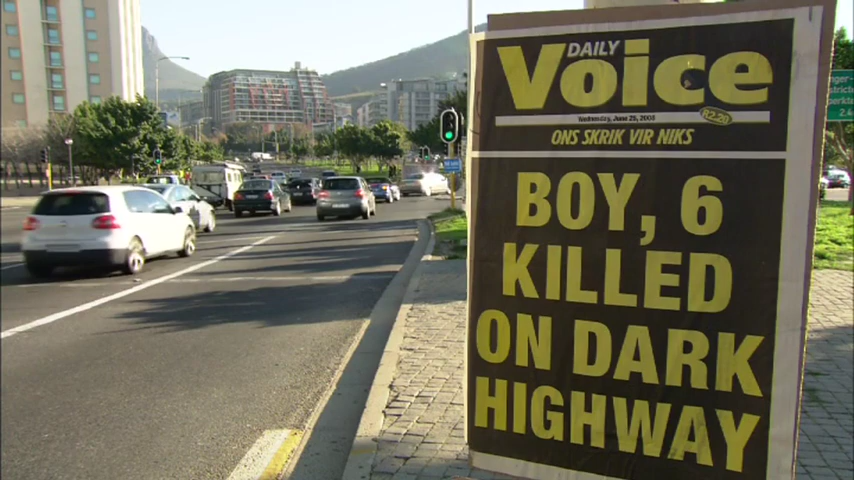 DAILY
Voice
Wednesday, June 25, 2008
R2.20
ONS SKRIK VIR NIKS
BOY, 6
KILLED
ON DARK
HIGHWAY